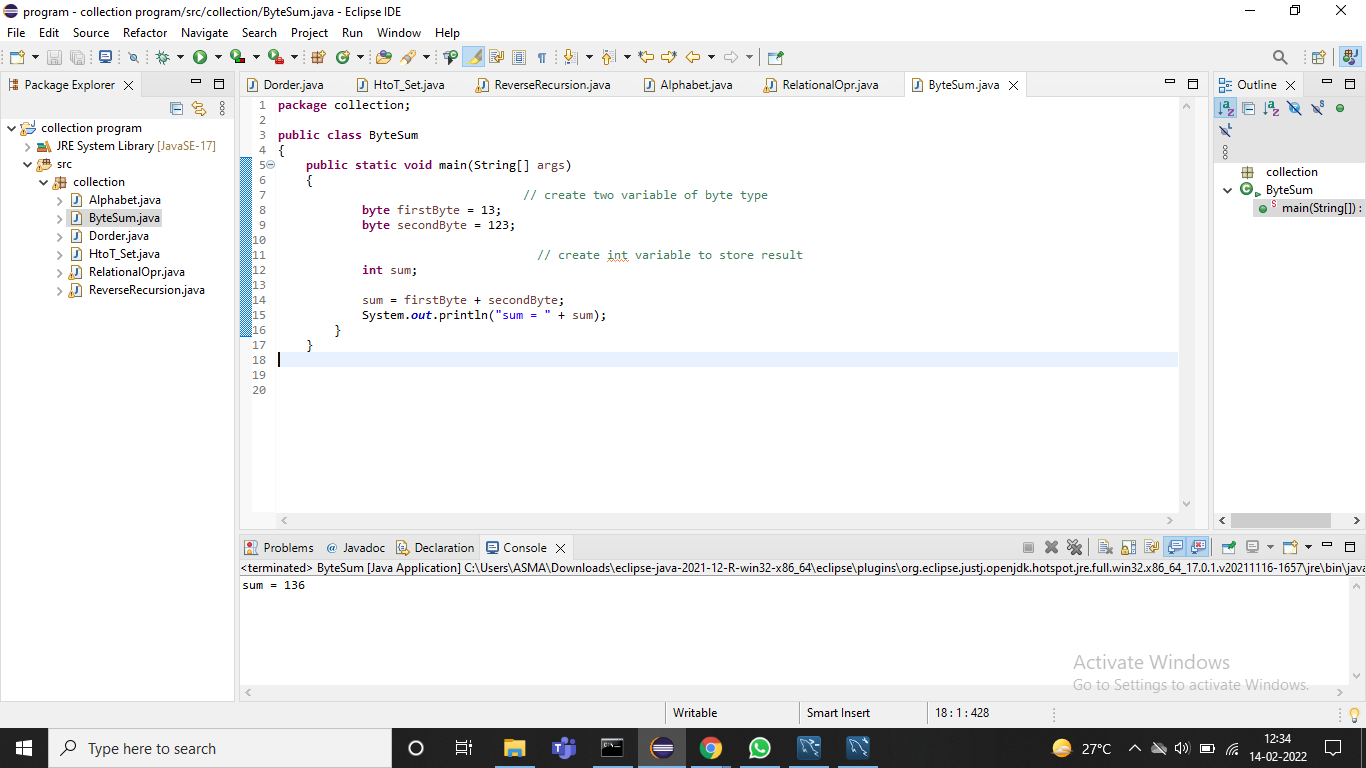 program - collection program/src/collection/ByteSum.java - Eclipse IDE
File Edit Source Refactor Navigate Search Project Run Window Help
Package Explorer
collection program
JRE System Library [JavaSE-17]
src
collection
Alphabet.java
ByteSum.java
Dorder.java
HtoT_Set.java
RelationalOpr.java
ReverseRecursion.java
Dorder.java HtoT_Set.java ReverseRecursion.java Alphabet.java RelationalOpr.java ByteSum.java
1 package collection;
2
3 public class ByteSum
4 {
5 public static void main(String[] args)
6 {
7 // create two variable of byte type
8 byte firstByte = 13;
9 byte secondByte = 123;
10
11 // create int variable to store result
12 int sum;
13
14 sum = firstByte + secondByte;
15 System.out.println("sum = " + sum);
16 }
17 }
18
19
20
Outline
collection
ByteSum
main(String[]) :
Problems Javadoc Declaration Console
<terminated> ByteSum [Java Application] C:\Users\ASMA\Downloads\eclipse-java-2021-12-R-win32-x86_64\eclipse\plugins\org.eclipse.justj.openjdk.hotspot.jre.full.win32.x86_64_17.0.1.v20211116-1657\jre\bin\java
sum = 136
Activate Windows
Go to Settings to activate Windows.
Writable Smart Insert 18 : 1 : 428
Type here to search
27°C
12:34
14-02-2022